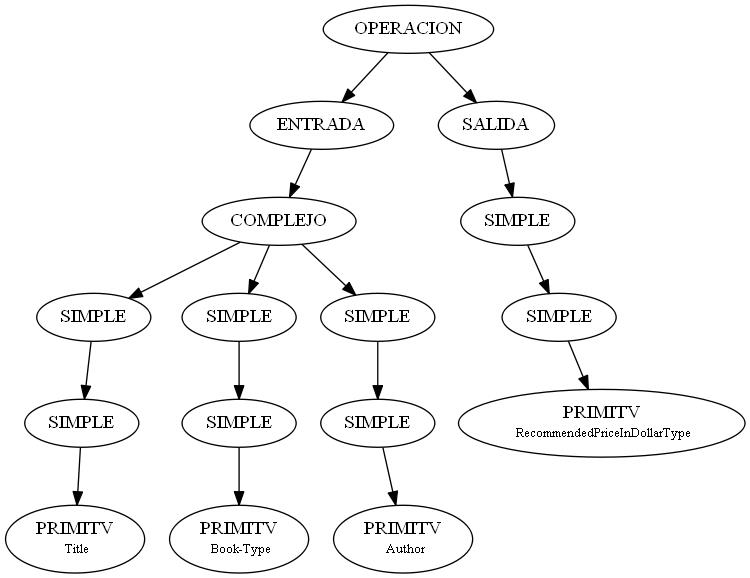 OPERACION
ENTRADA
SALIDA
COMPLEJO
SIMPLE
SIMPLE
SIMPLE
SIMPLE
SIMPLE
SIMPLE
SIMPLE
SIMPLE
PRIMITV
RecommendedPriceInDollarType
PRIMITV
Title
PRIMITV
Book-Type
PRIMITV
Author